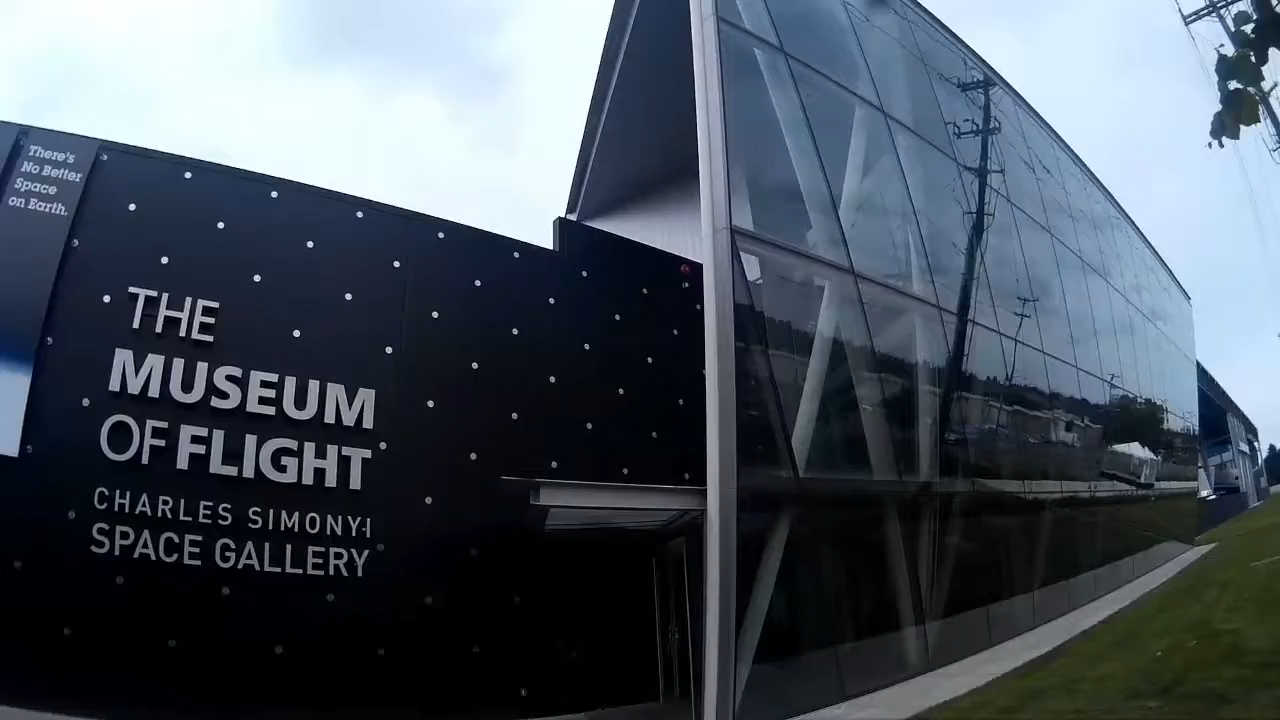 There's
No Better
Space
on Earth.
THE
MUSEUM
OF FLIGHT
CHARLES SIMONYI
SPACE GALLERY